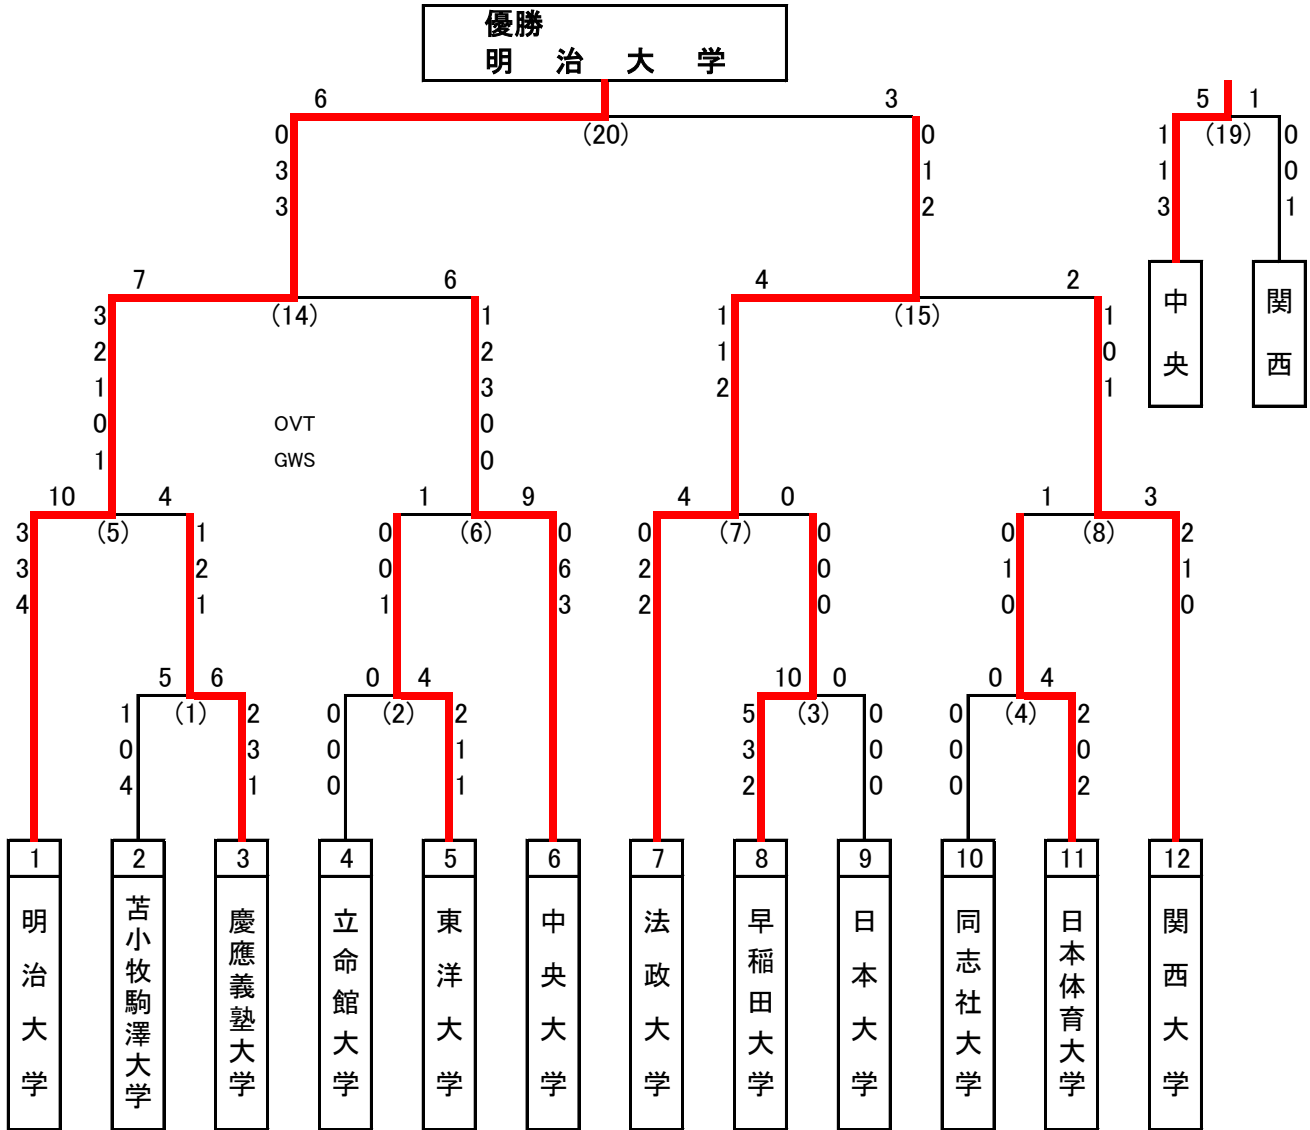 優勝
明 治 大 学
6 3
5 1
0 (20) 0
3 1
3 2
1 (19) 0
1 0
3 1
中央
関西
7 6
4 2
3 (14) 1
2 2
1 3
0 OVT 0
1 GWS 0
1 (15) 1
1 0
2 1
10 4
1 9
4 0
1 3
3 (5) 1
3 2
4 1
0 (6) 0
0 6
1 3
0 (7) 0
2 0
2 0
0 (8) 2
1 1
0 0
5 6
0 4
10 0
0 4
1 (1) 2
0 3
4 1
0 (2) 2
0 1
0 1
5 (3) 0
3 0
2 0
0 (4) 2
0 0
0 2
1
明治大学
2
苫小牧駒澤大学
3
慶應義塾大学
4
立命館大学
5
東洋大学
6
中央大学
7
法政大学
8
早稲田大学
9
日本大学
10
同志社大学
11
日本体育大学
12
関西大学